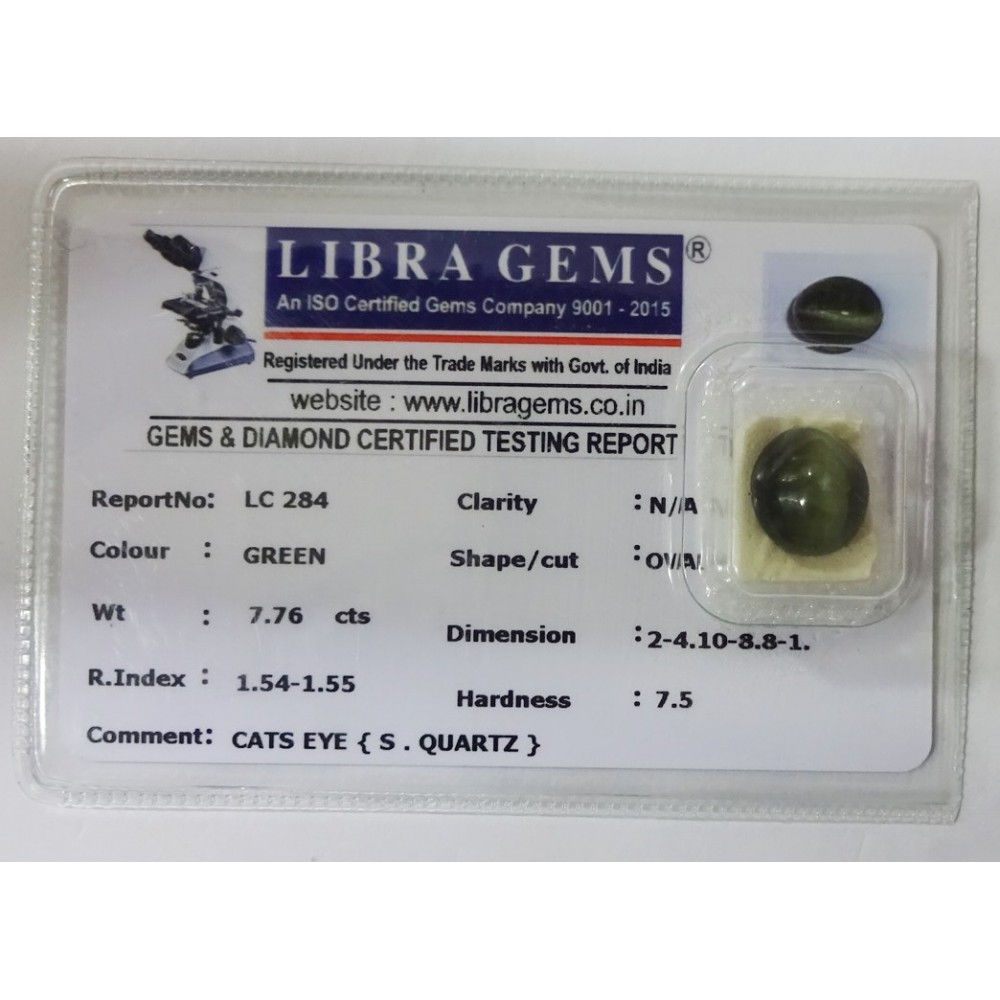 LIBRA GEMS ®
An ISO Certified Gems Company 9001 - 2015
Registered Under the Trade Marks with Govt. of India
website : www.libragems.co.in
GEMS & DIAMOND CERTIFIED TESTING REPORT
ReportNo: LC 284 Clarity : N/A
Colour : GREEN Shape/cut : OVAL
Wt : 7.76 cts Dimension : 2-4.10-8.8-1.
R.Index : 1.54-1.55 Hardness : 7.5
Comment: CATS EYE { S . QUARTZ }